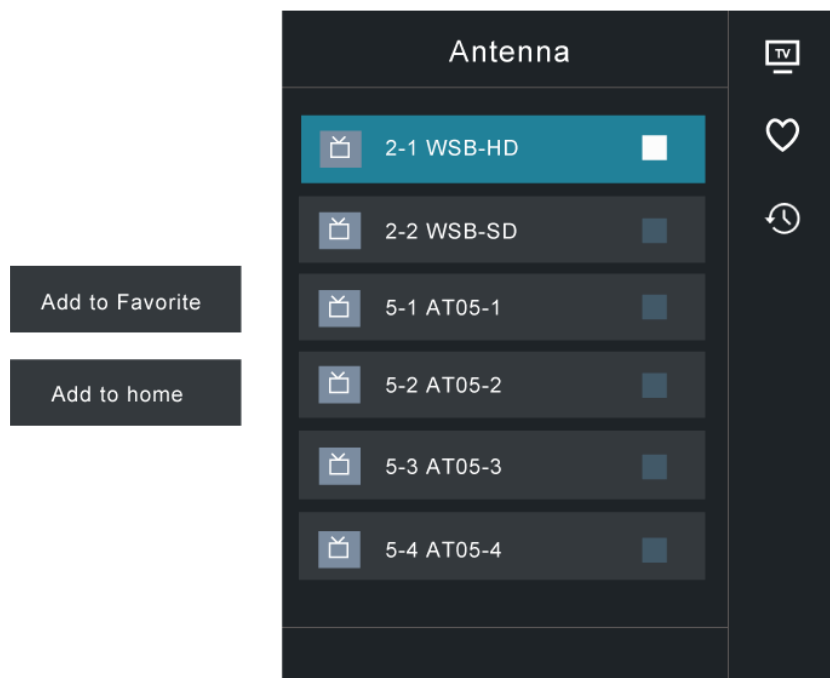 Antenna
TV
2-1 WSB-HD
2-2 WSB-SD
5-1 AT05-1
5-2 AT05-2
5-3 AT05-3
5-4 AT05-4
Add to Favorite
Add to home